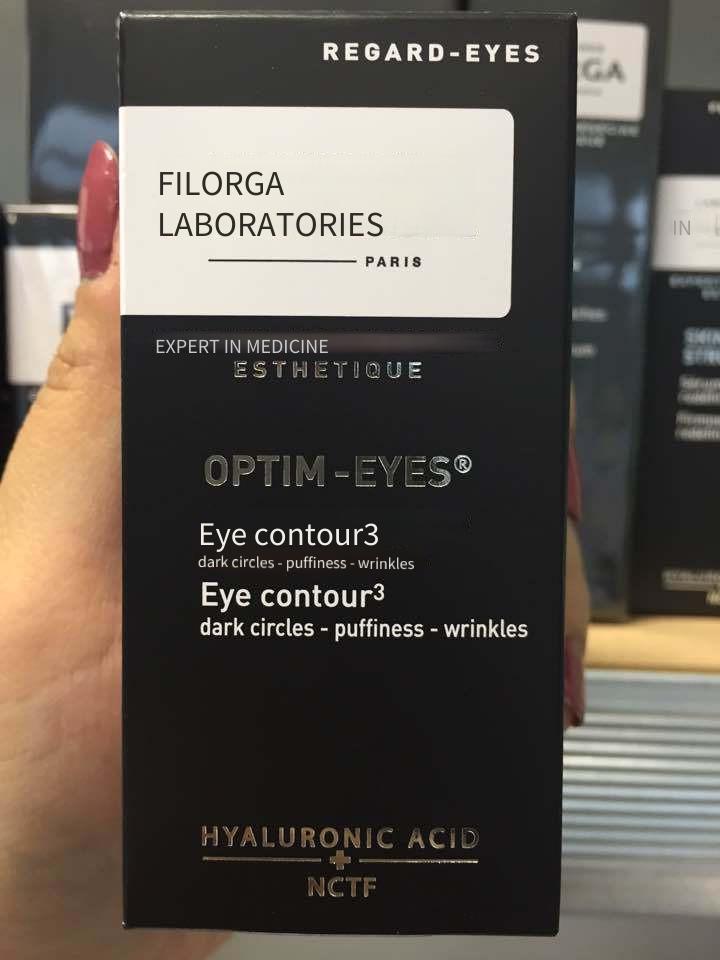 REGARD-EYES
FILORGA
LABORATORIES
PARIS
EXPERT IN MEDICINE
ESTHETIQUE
OPTIM-EYES®
Eye contour3
dark circles - puffiness - wrinkles
Eye contour³
dark circles - puffiness - wrinkles
HYALURONIC ACID
+
NCTF
IN